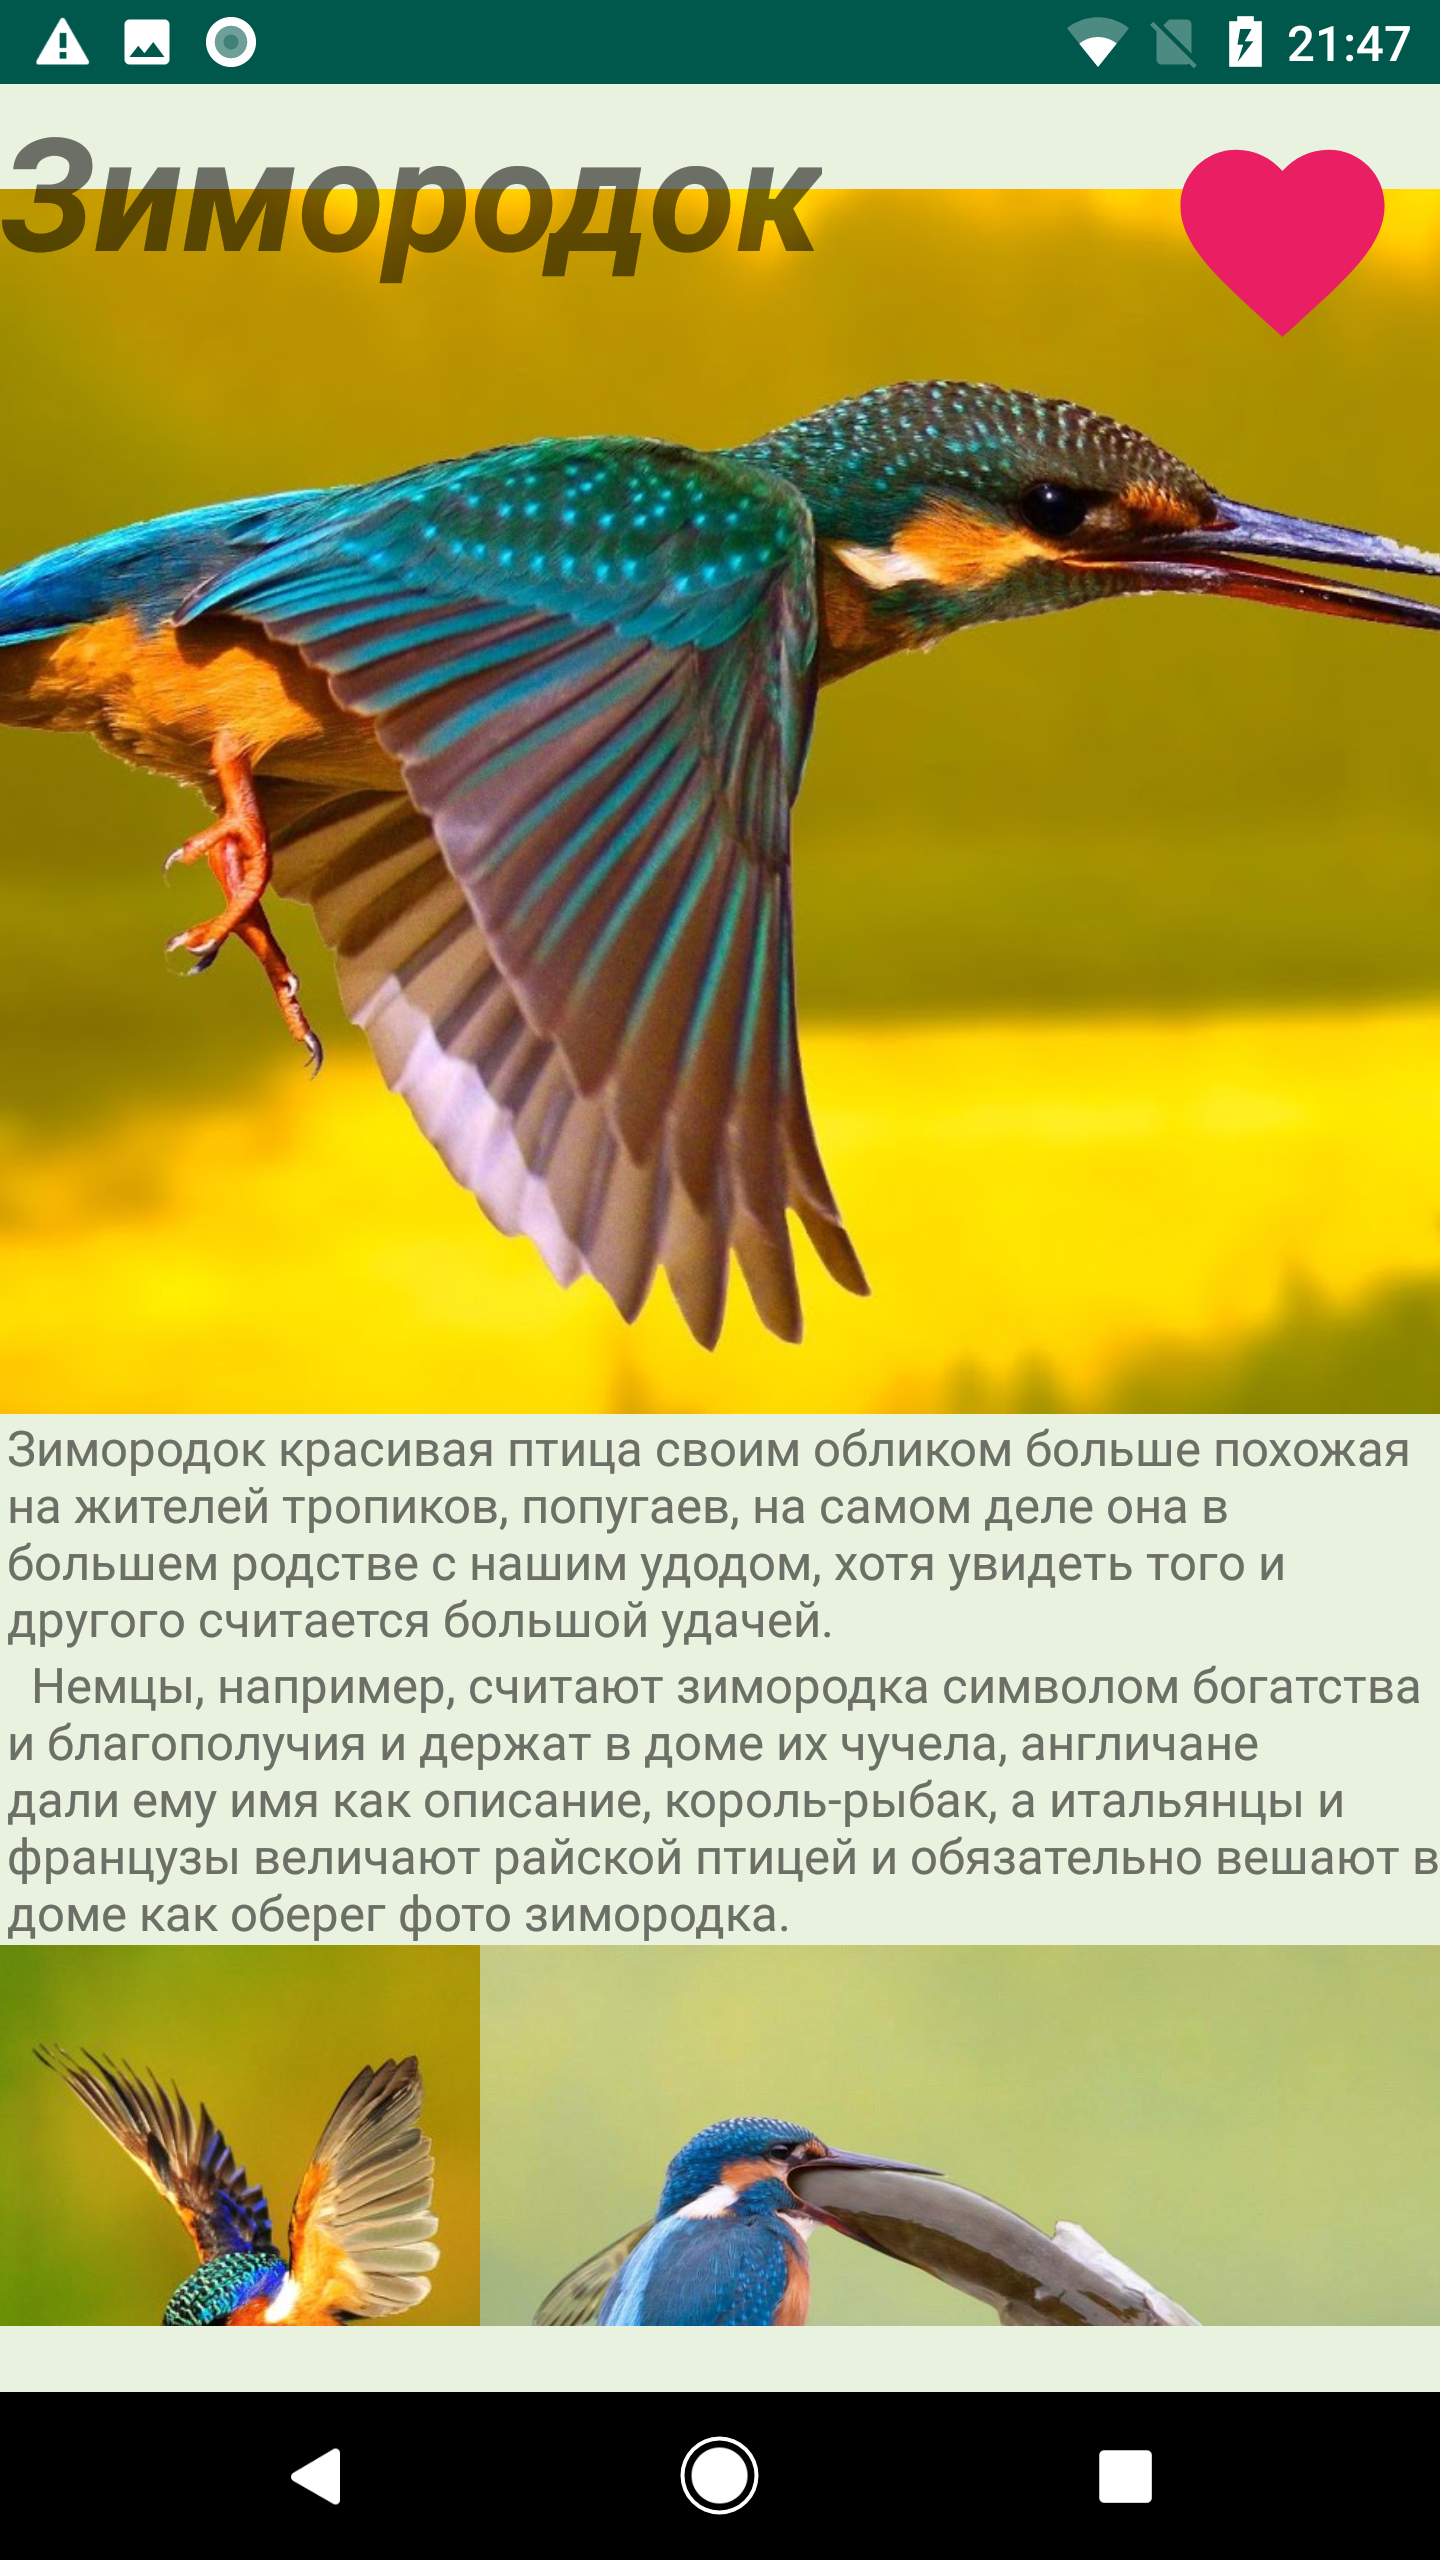 21:47
Зимородок
Зимородок красивая птица своим обликом больше похожая
на жителей тропиков, попугаев, на самом деле она в
большем родстве с нашим удодом, хотя увидеть того и
другого считается большой удачей.
Немцы, например, считают зимородка символом богатства
и благополучия и держат в доме их чучела, англичане
дали ему имя как описание, король-рыбак, а итальянцы и
французы величают райской птицей и обязательно вешают в
доме как оберег фото зимородка.